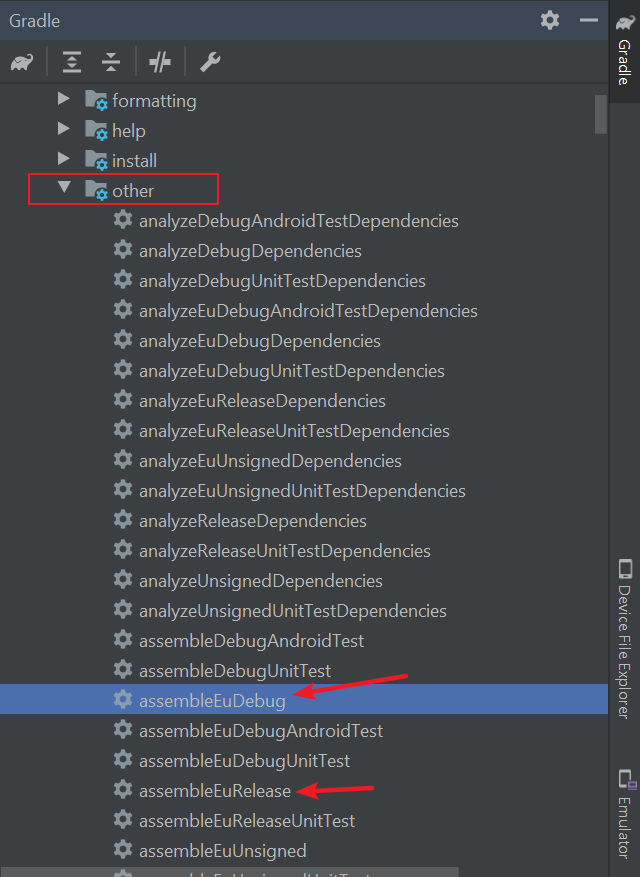 Gradle
formatting
help
install
other
analyzeDebugAndroidTestDependencies
analyzeDebugDependencies
analyzeDebugUnitTestDependencies
analyzeEuDebugAndroidTestDependencies
analyzeEuDebugDependencies
analyzeEuDebugUnitTestDependencies
analyzeEuReleaseDependencies
analyzeEuReleaseUnitTestDependencies
analyzeEuUnsignedDependencies
analyzeEuUnsignedUnitTestDependencies
analyzeReleaseDependencies
analyzeReleaseUnitTestDependencies
analyzeUnsignedDependencies
analyzeUnsignedUnitTestDependencies
assembleDebugAndroidTest
assembleDebugUnitTest
assembleEuDebug
assembleEuDebugAndroidTest
assembleEuDebugUnitTest
assembleEuRelease
assembleEuReleaseUnitTest
assembleEuUnsigned
Gradle
Device File Explorer
Emulator